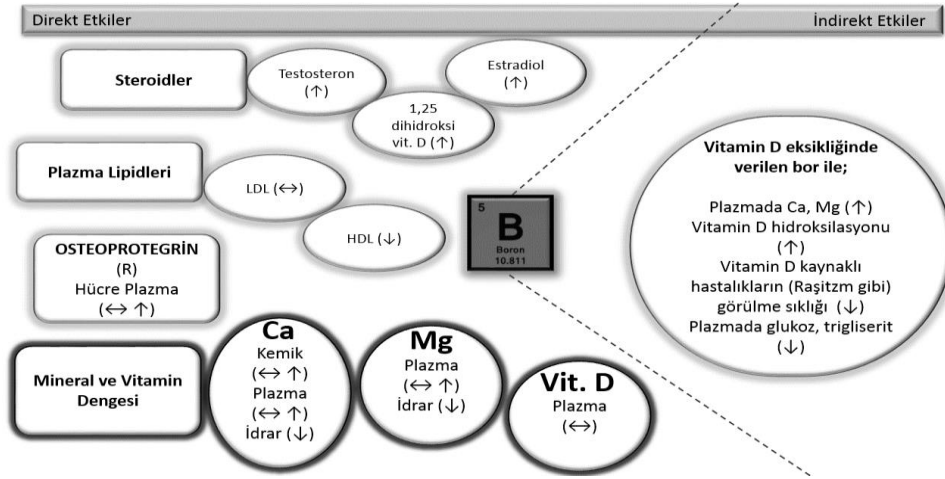 Direkt Etkiler
İndirekt Etkiler
Steroidler
Testosteron
(↑)
1,25
dihidroksi
vit. D (↑)
Estradiol
(↑)
Plazma Lipidleri
LDL (↔)
HDL (↓)
OSTEOPROTEGRİN
(R)
Hücre Plazma
(↔ ↑)
Mineral ve Vitamin
Dengesi
Ca
Kemik
(↔ ↑)
Plazma
(↔ ↑)
İdrar (↓)
Mg
Plazma
(↔ ↑)
İdrar (↓)
Vit. D
Plazma
(↔)
5
B
Boron
10.811
Vitamin D eksikliğinde
verilen bor ile;
Plazmada Ca, Mg (↑)
Vitamin D hidroksilasyonu
(↑)
Vitamin D kaynaklı
hastalıkların (Raşitzm gibi)
görülme sıklığı (↓)
Plazmada glukoz, trigliserit
(↓)